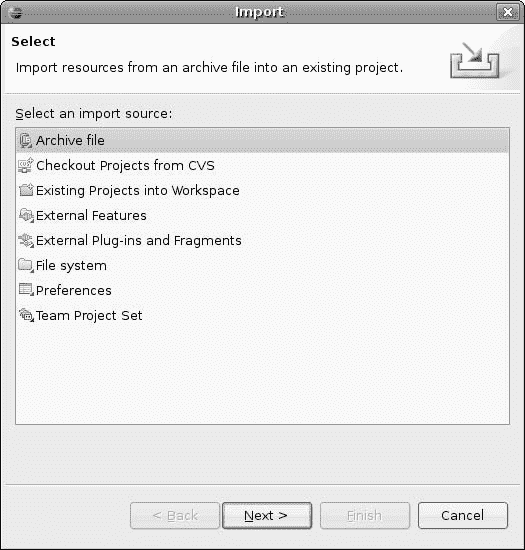 Import
Select
Import resources from an archive file into an existing project.
Select an import source:
Archive file
Checkout Projects from CVS
Existing Projects into Workspace
External Features
External Plug-ins and Fragments
File system
Preferences
Team Project Set
< Back
Next >
Finish
Cancel